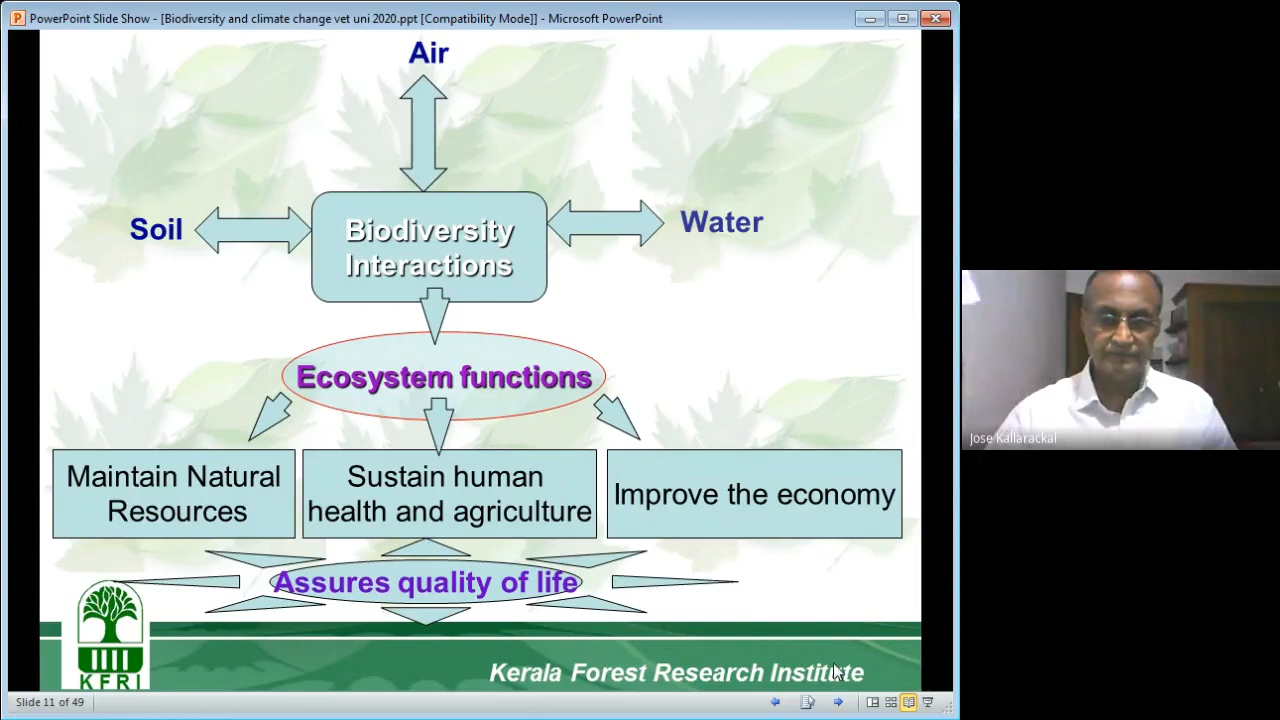 PowerPoint Slide Show - [Biodiversity and climate change vet uni 2020.ppt [Compatibility Mode]] - Microsoft PowerPoint
Air
Soil
Biodiversity
Interactions
Water
Ecosystem functions
Maintain Natural
Resources
Sustain human
health and agriculture
Improve the economy
Assures quality of life
KFRI
Kerala Forest Research Institute
Slide 11 of 49
Jose Kallarackal